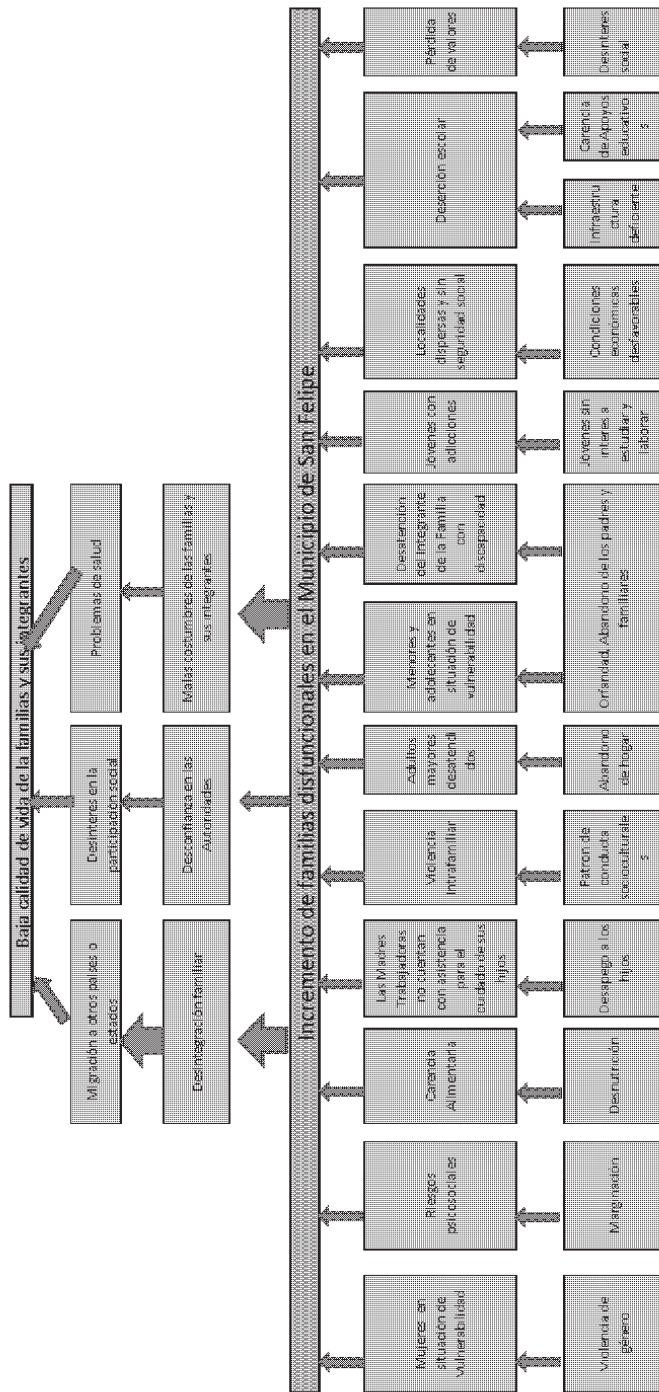 Baja calidad de vida de la familias y sus integrantes
Migración a otros países o
estados
Desinteres en la
participación social
Problemas de salud
Desintegración familiar
Desconfianza en las
Autoridades
Malas costumbres de las familias y
sus integrantes
Incremento de familias disfuncionales en el Municipio de San Felipe
Mujeres en
situación de
Vulnerabilidad
Riesgos
psicosociales
Carencia
Alimentaria
Las Madres
Trabajadoras
no cuentan
con asistencia
para el
cuidado de sus
hijos
Violencia
Intrafamiliar
Adultos
mayores
desatendi
dos
Menores y
adolecentes en
situación de
vulnerabilidad
Desatención
del integrante
de la Familia
con
discapacidad
Jóvenes con
adicciones
Localidades
dispersas y sin
seguridad social
Deserción escolar
Pérdida
de valores
Violencia de
género
Marginación
Desnutrición
Desapego a los
hijos
Patron de
conducta
sociocultural e
s
Abandono
de hogar
Orfandad, Abandono de los padres y
familiares
Jóvenes sin
interes a
estudiar y
laborar
Condiciones
económicas
desfavorables
Infraestru
ctura
deficiente
Carencia
de Apoyos
educativo
s
Desinteres
social